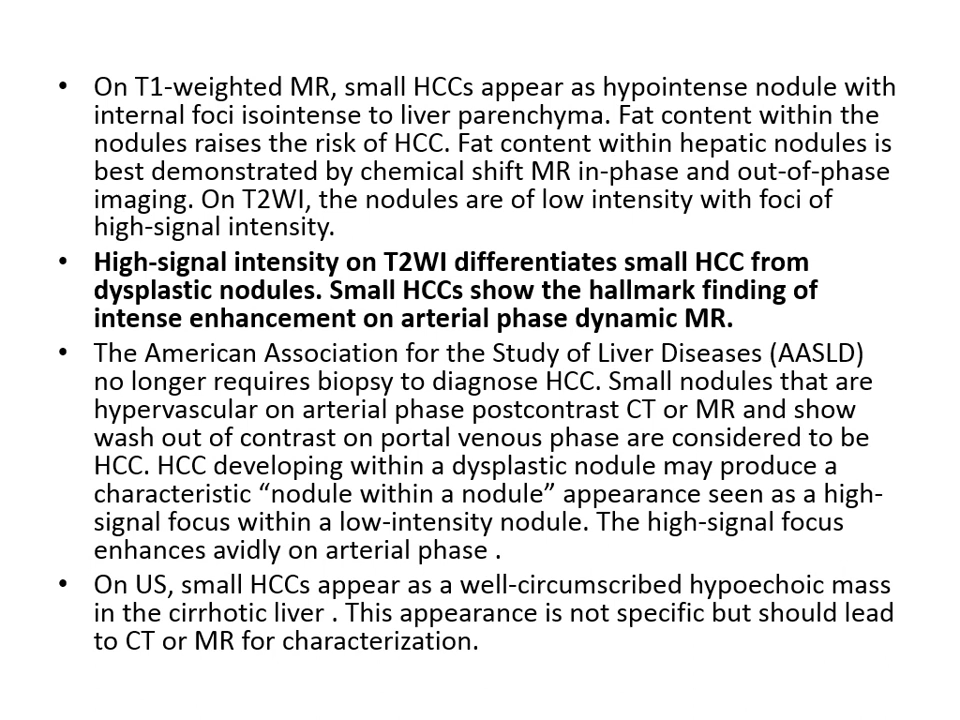 • On T1-weighted MR, small HCCs appear as hypointense nodule with
internal foci isointense to liver parenchyma. Fat content within the
nodules raises the risk of HCC. Fat content within hepatic nodules is
best demonstrated by chemical shift MR in-phase and out-of-phase
imaging. On T2WI, the nodules are of low intensity with foci of
high-signal intensity.
• High-signal intensity on T2WI differentiates small HCC from
dysplastic nodules. Small HCCs show the hallmark finding of
intense enhancement on arterial phase dynamic MR.
• The American Association for the Study of Liver Diseases (AASLD)
no longer requires biopsy to diagnose HCC. Small nodules that are
hypervascular on arterial phase postcontrast CT or MR and show
wash out of contrast on portal venous phase are considered to be
HCC. HCC developing within a dysplastic nodule may produce a
characteristic “nodule within a nodule” appearance seen as a high-
signal focus within a low-intensity nodule. The high-signal focus
enhances avidly on arterial phase .
• On US, small HCCs appear as a well-circumscribed hypoechoic mass
in the cirrhotic liver . This appearance is not specific but should lead
to CT or MR for characterization.